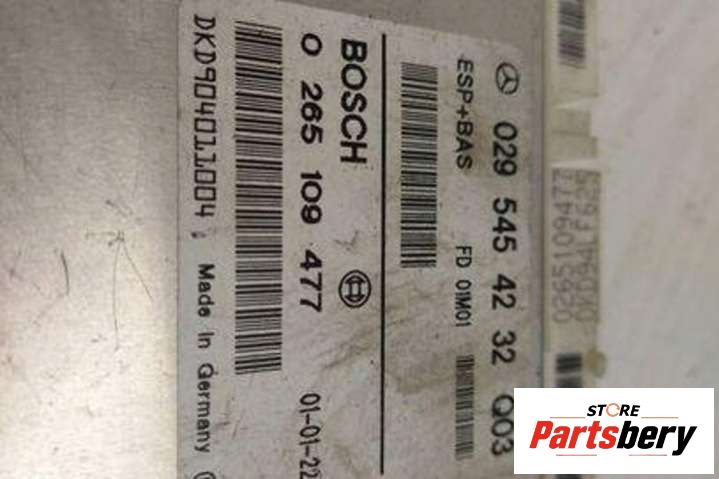 029 545 42 32 Q03
ESP+BAS FD 01M01
BOSCH
0 265 109 477 01-01-22
DKD904011004 Made In Germany
0265109477
DKD94LF625
STORE
Partsbery